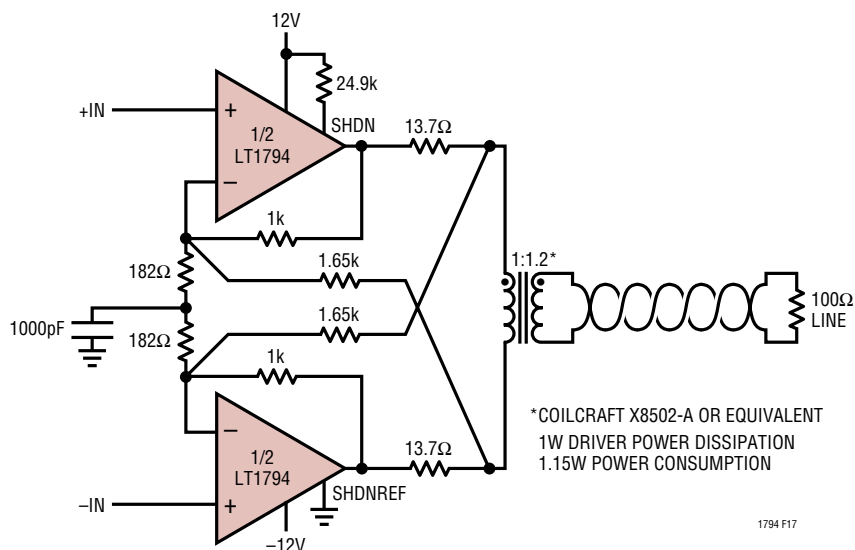 12V
24.9k
+IN
+
1/2
LT1794
–
SHDN
13.7Ω
1k
1.65k
182Ω
1:1.2*
1000pF
182Ω
1.65k
100Ω
LINE
1k
*COILCRAFT X8502-A OR EQUIVALENT
1W DRIVER POWER DISSIPATION
1.15W POWER CONSUMPTION
–
1/2
LT1794
+
13.7Ω
–IN
SHDNREF
–12V
1794 F17